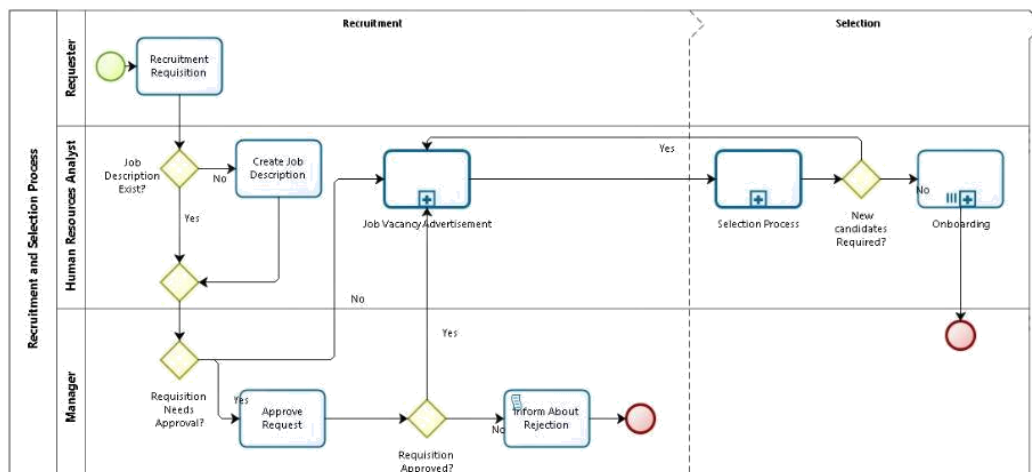 Recruitment
Selection
Recruitment and Selection Process
Requester
Recruitment
Requisition
Human Resources Analyst
Job
Description
Exist?
No
Create Job
Description
Yes
Job Vacancy Advertisement
Yes
Selection Process
New
candidates
Required?
No
Onboarding
No
Manager
Requisition
Needs
Approval?
Yes
Approve
Request
Yes
Requisition
Approved?
No
Inform About
Rejection